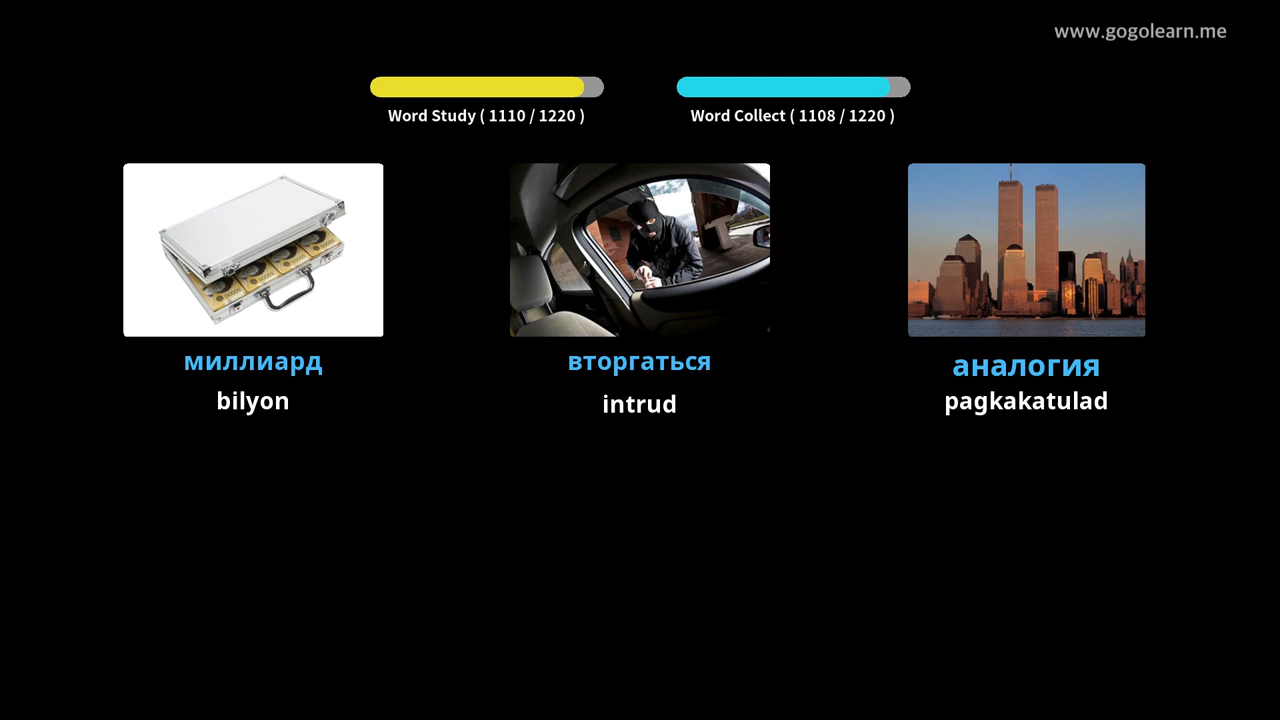 www.gogolearn.me
Word Study ( 1110 / 1220 )
Word Collect ( 1108 / 1220 )
миллиард
bilyon
вторгаться
intrud
аналогия
pagkakatulad